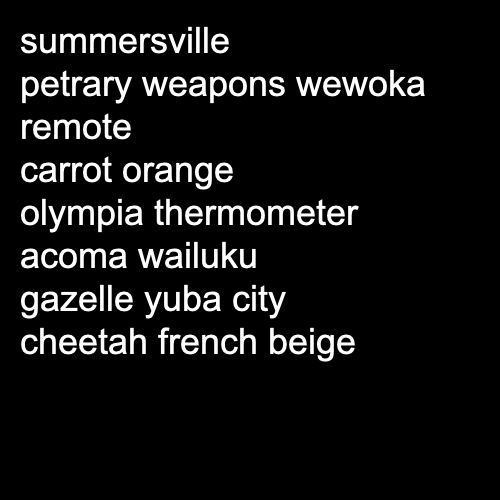 summersville
petrary weapons wewoka
remote
carrot orange
olympia thermometer
acoma wailuku
gazelle yuba city
cheetah french beige